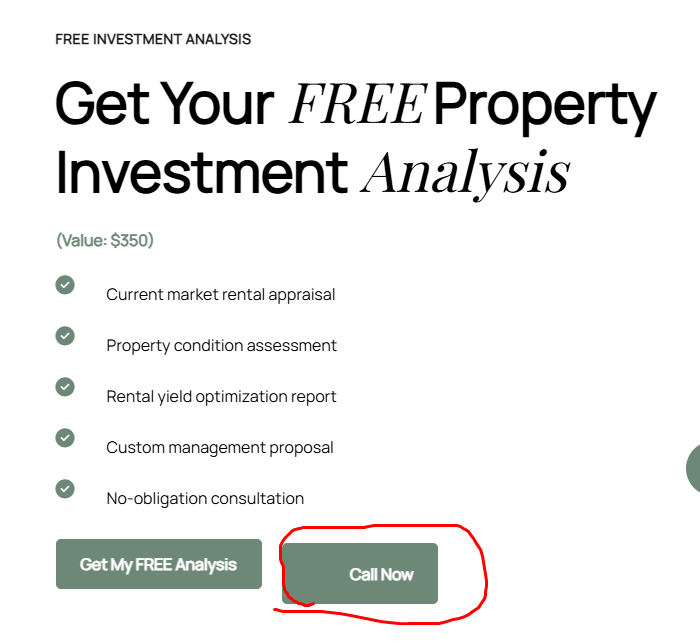 FREE INVESTMENT ANALYSIS
Get Your FREE Property
Investment Analysis
(Value: $350)
Current market rental appraisal
Property condition assessment
Rental yield optimization report
Custom management proposal
No-obligation consultation
Get My FREE Analysis
Call Now